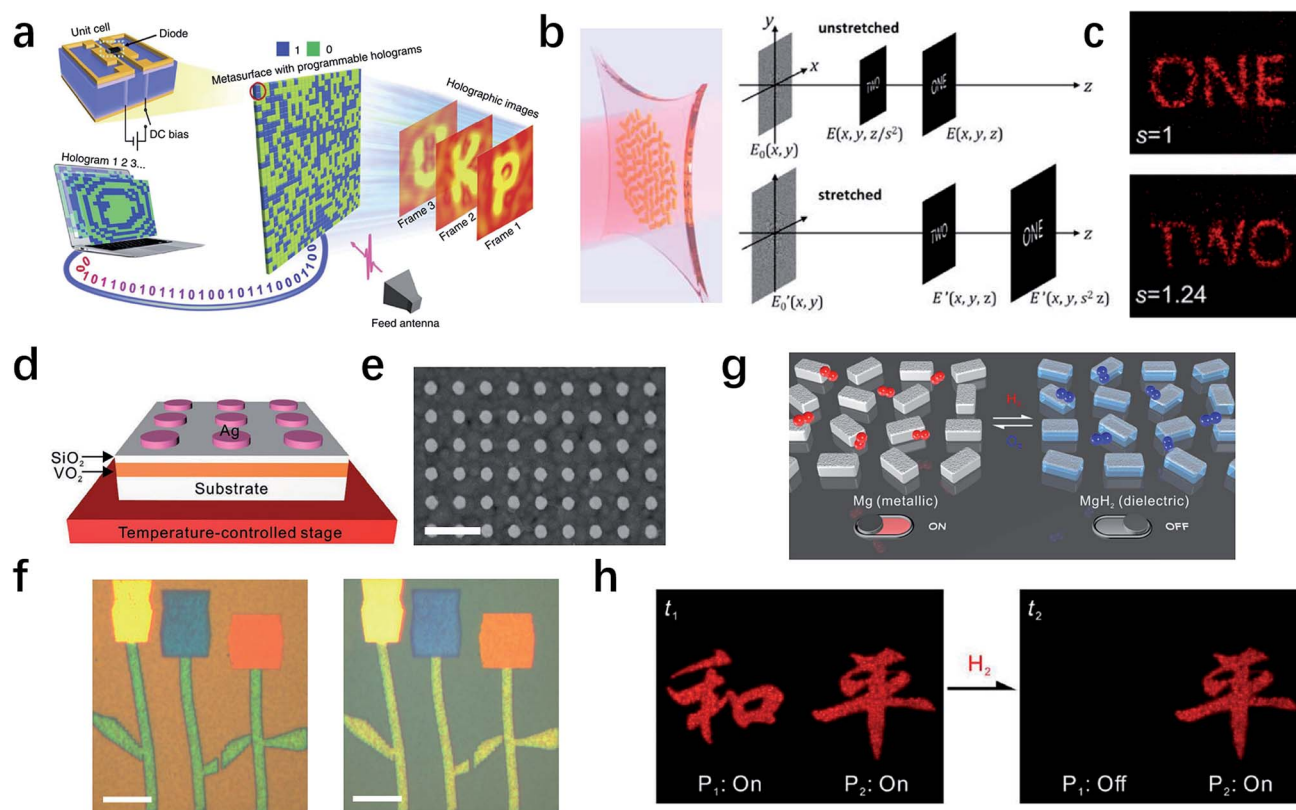 a
Unit cell
Diode
1
0
Metasurface with programmable holograms
Holographic images
DC bias
Hologram 1 2 3...
Frame 3
Frame 2
Frame 1
Feed antenna
b
y
unstretched
x
TWO
ONE
z
E(x, y, z/s²)
E(x, y, z)
E₀(x, y)
stretched
TWO
ONE
z
E₀'(x, y)
E'(x, y, z)
E'(x, y, s² z)
c
ONE
s=1
TWO
s=1.24
d
Ag
SiO₂
VO₂
Substrate
Temperature-controlled stage
e
f
g
H₂
O₂
Mg (metallic)
MgH₂ (dielectric)
ON
OFF
h
t₁
和 平
P₁: On
P₂: On
H₂
t₂
平
P₁: Off
P₂: On